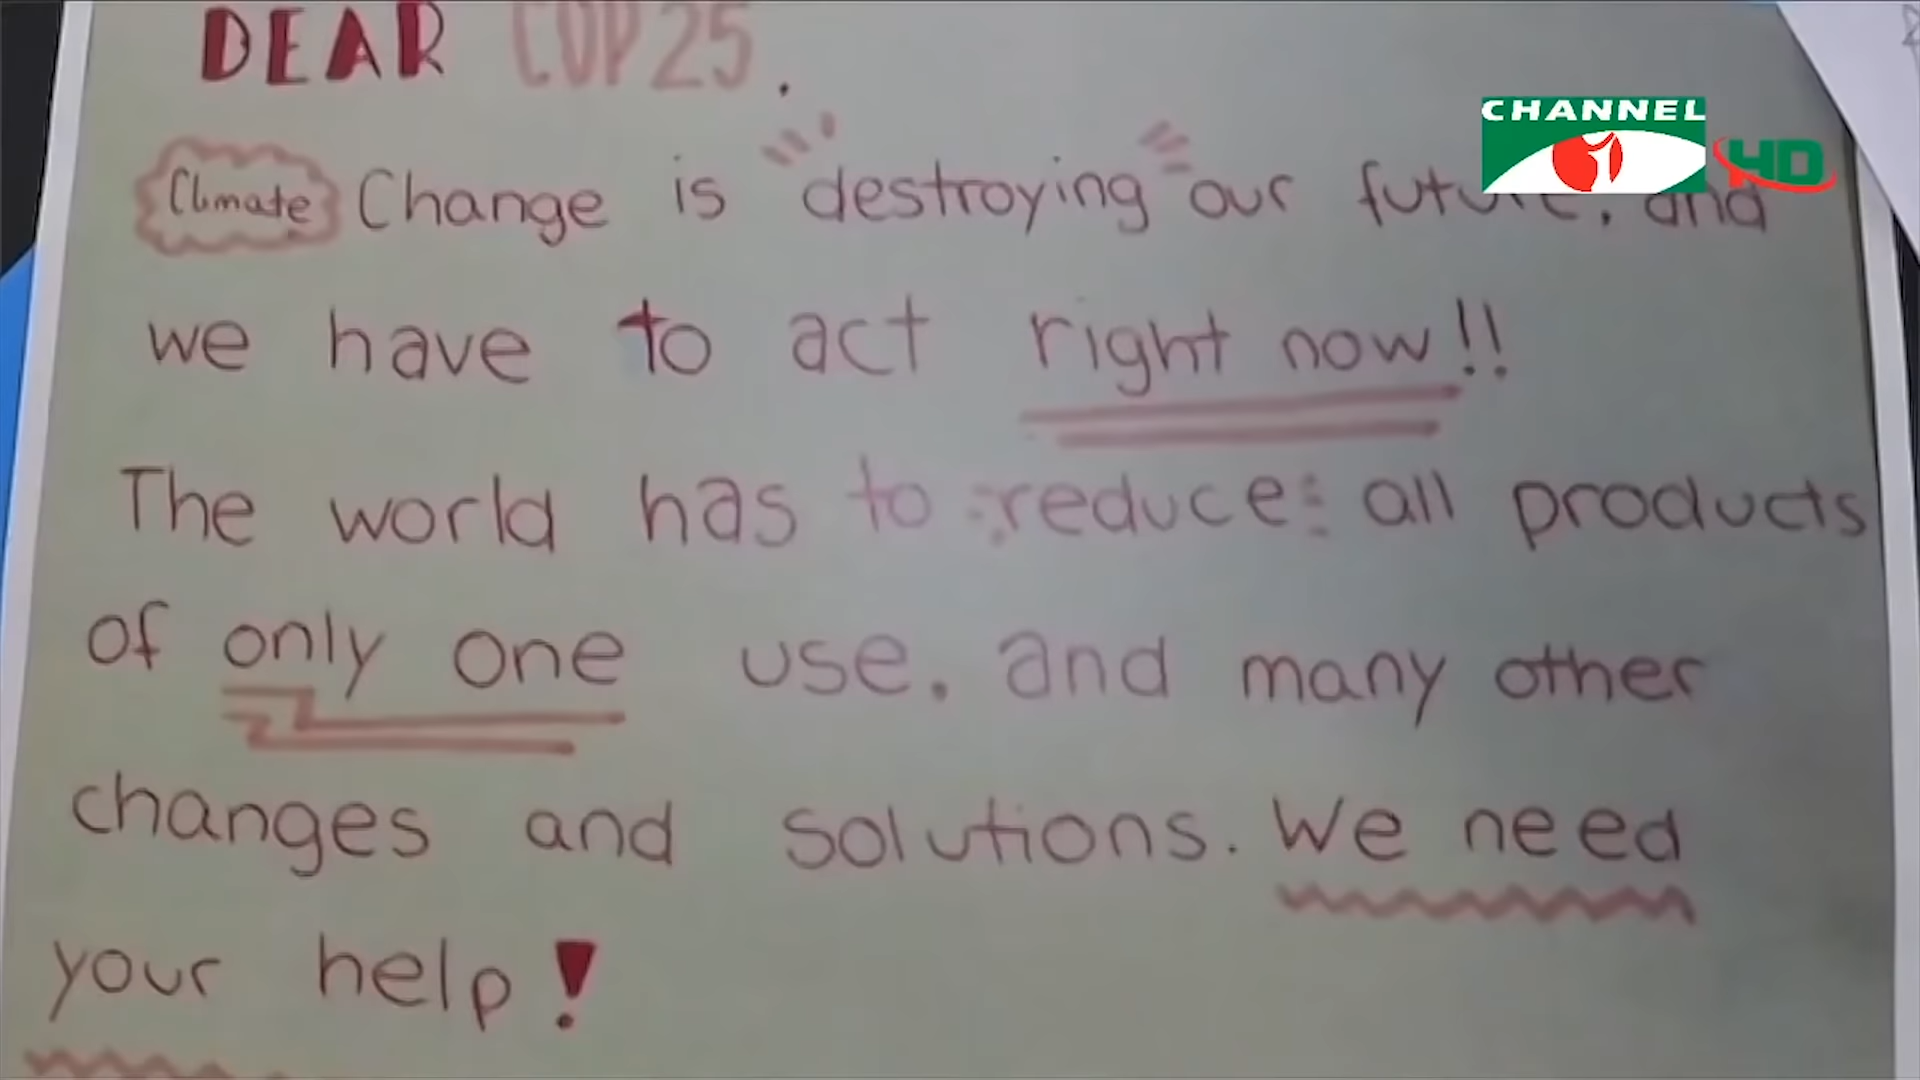 DEAR COP25.
CHANNEL
i HD
Climate Change is "destroying" our future, and
we have to act right now!!
The world has to reduce all products
of only one use, and many other
changes and solutions. We need
your help!